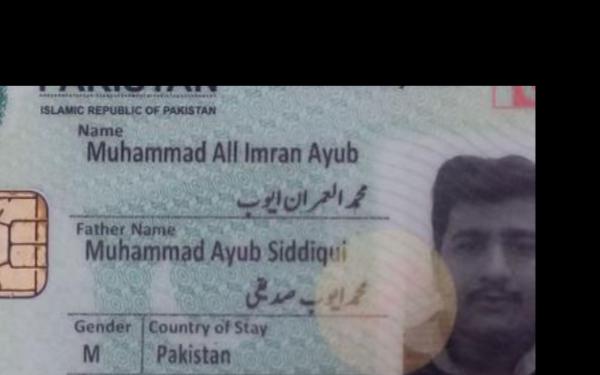 PAKISTAN
ISLAMIC REPUBLIC OF PAKISTAN
Name
Muhammad All Imran Ayub
محمد العمران ایوب
Father Name
Muhammad Ayub Siddiqui
محمد ایوب صدیقی
Gender Country of Stay
M Pakistan